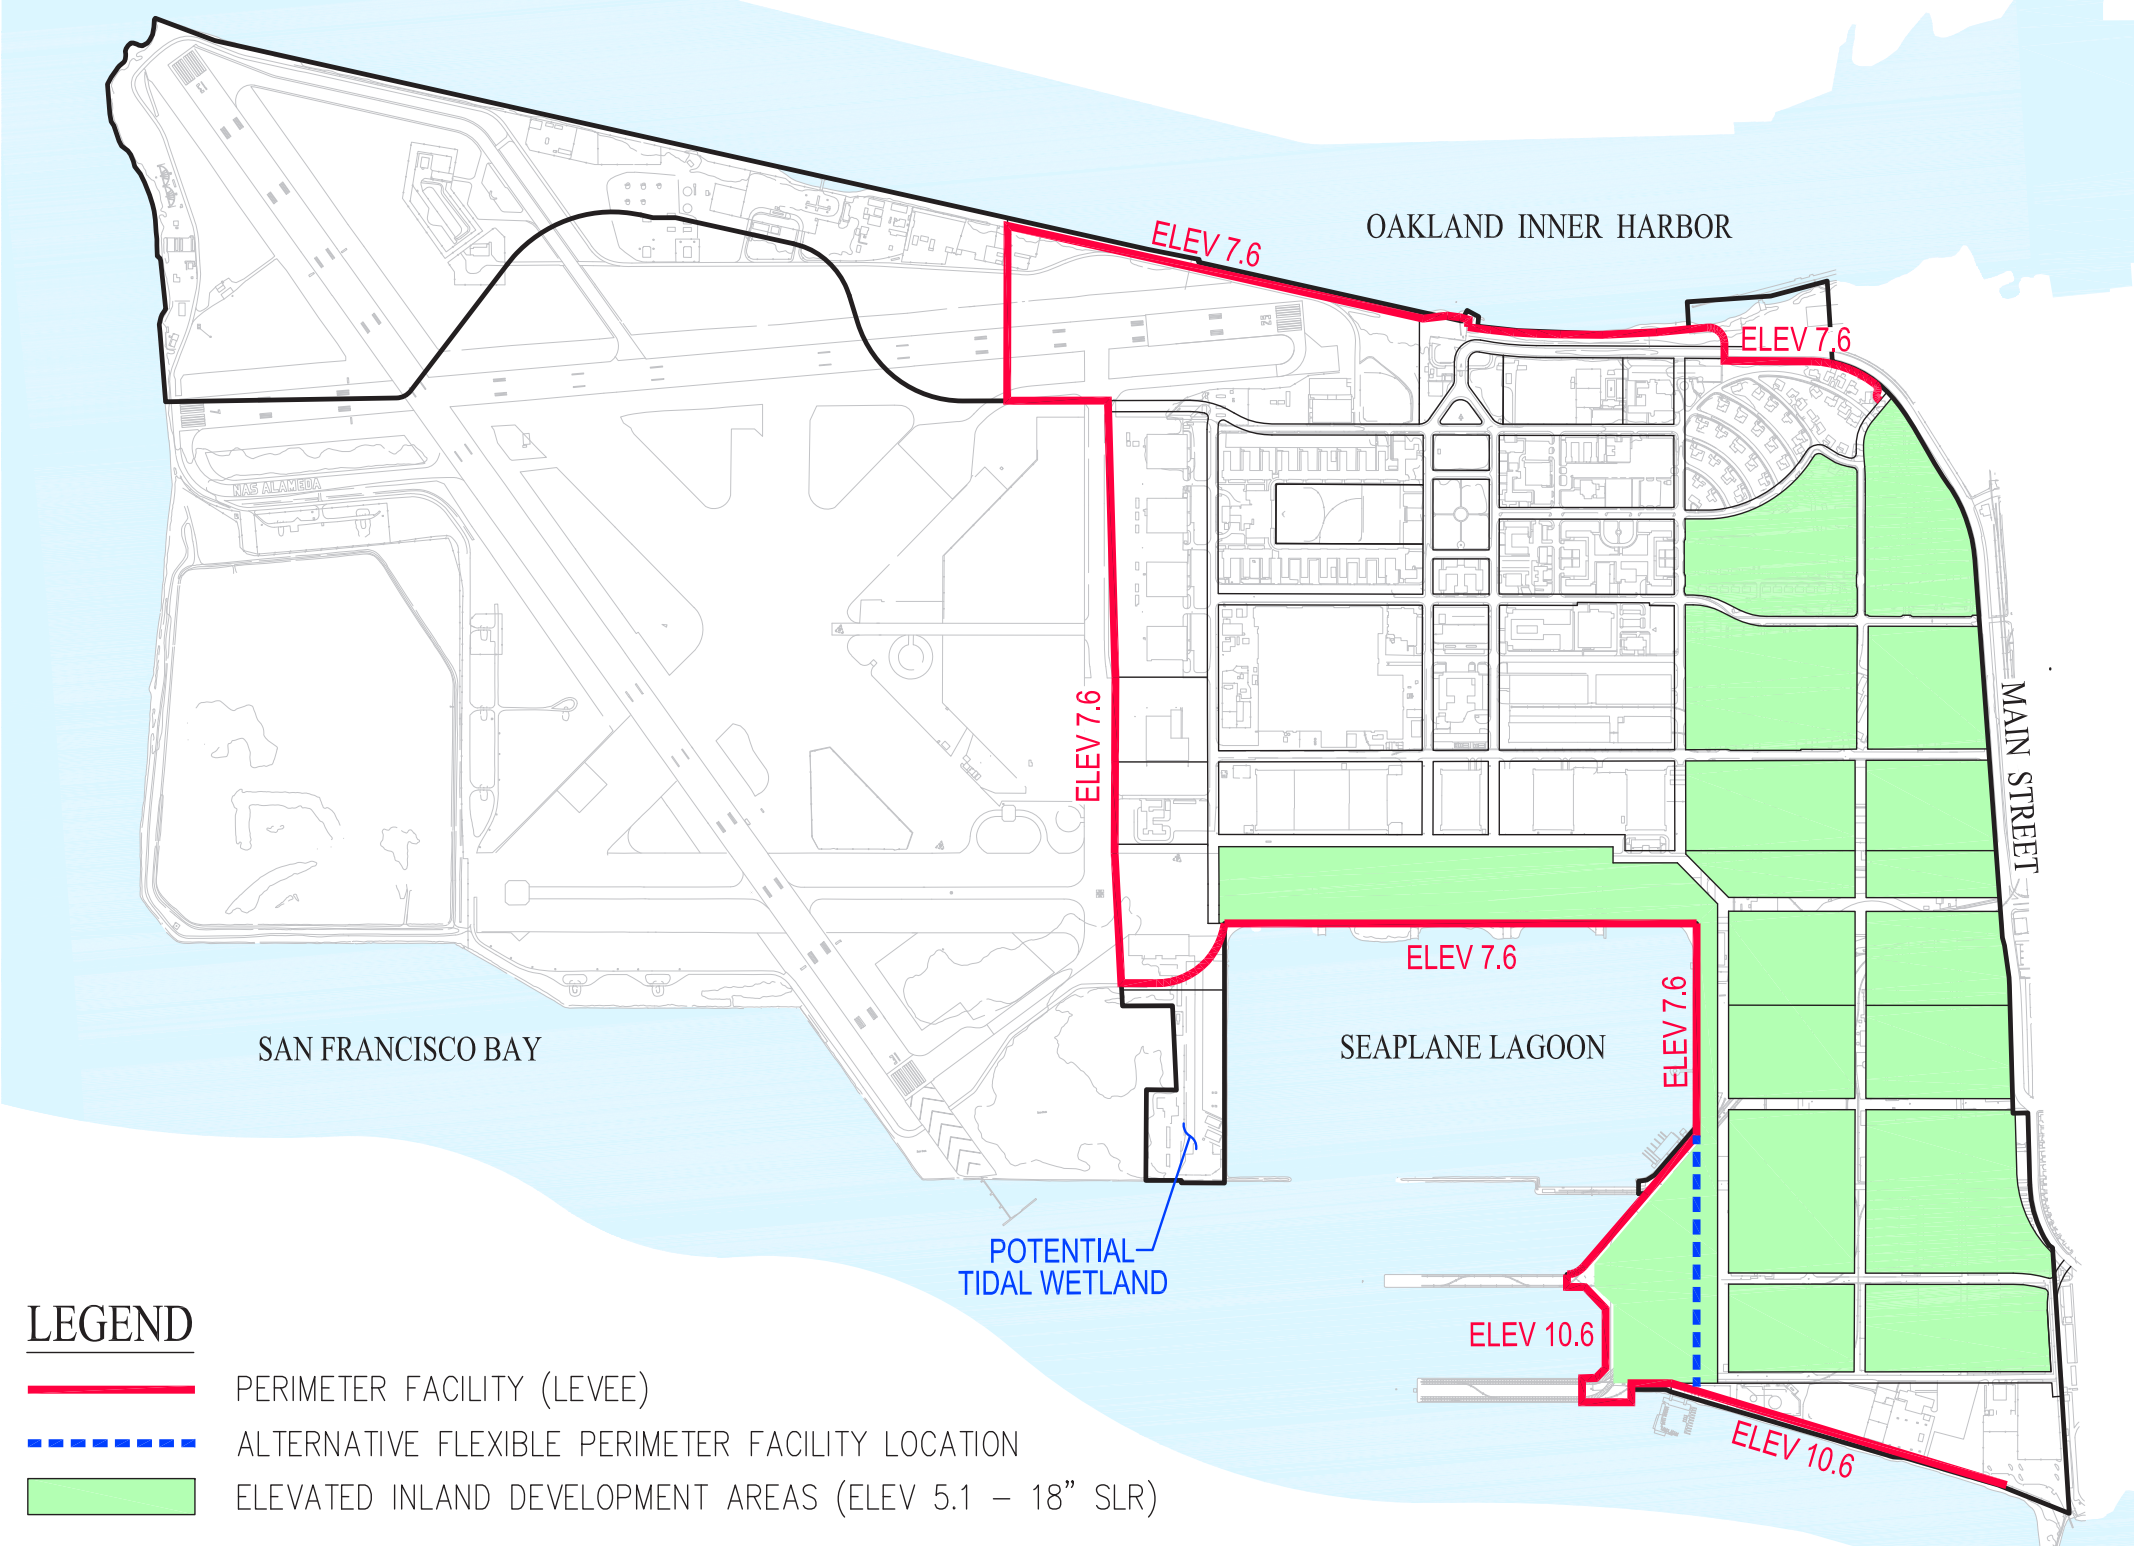 OAKLAND INNER HARBOR
ELEV 7.6
ELEV 7.6
NAS ALAMEDA
ELEV 7.6
MAIN STREET
ELEV 7.6
ELEV 7.6
SEAPLANE LAGOON
SAN FRANCISCO BAY
POTENTIAL
TIDAL WETLAND
ELEV 10.6
ELEV 10.6
LEGEND
PERIMETER FACILITY (LEVEE)
ALTERNATIVE FLEXIBLE PERIMETER FACILITY LOCATION
ELEVATED INLAND DEVELOPMENT AREAS (ELEV 5.1 – 18” SLR)